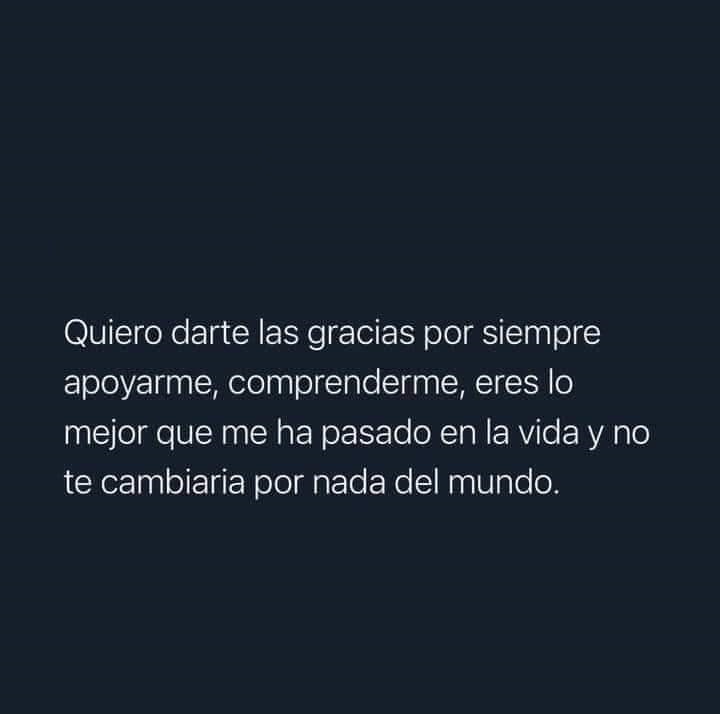 Quiero darte las gracias por siempre
apoyarme, comprenderme, eres lo
mejor que me ha pasado en la vida y no
te cambiaria por nada del mundo.